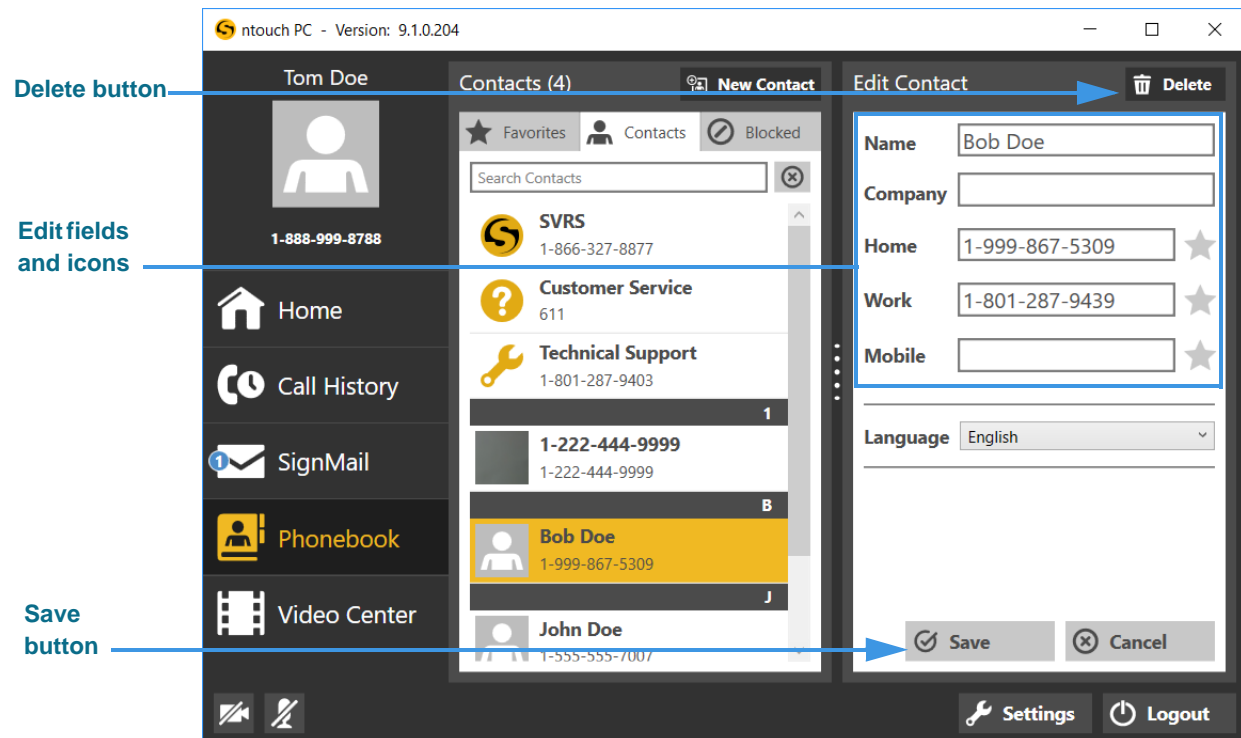 ntouch PC - Version: 9.1.0.204
Delete button
Edit fields
and icons
Save
button
Tom Doe
1-888-999-8788
Home
Call History
1
SignMail
Phonebook
Video Center
Contacts (4)
New Contact
Favorites
Contacts
Blocked
Search Contacts
SVRS
1-866-327-8877
Customer Service
611
Technical Support
1-801-287-9403
1
1-222-444-9999
1-222-444-9999
B
Bob Doe
1-999-867-5309
J
John Doe
1-555-555-7007
Edit Contact
Delete
Name Bob Doe
Company
Home 1-999-867-5309
Work 1-801-287-9439
Mobile
Language English
Save
Cancel
Settings
Logout